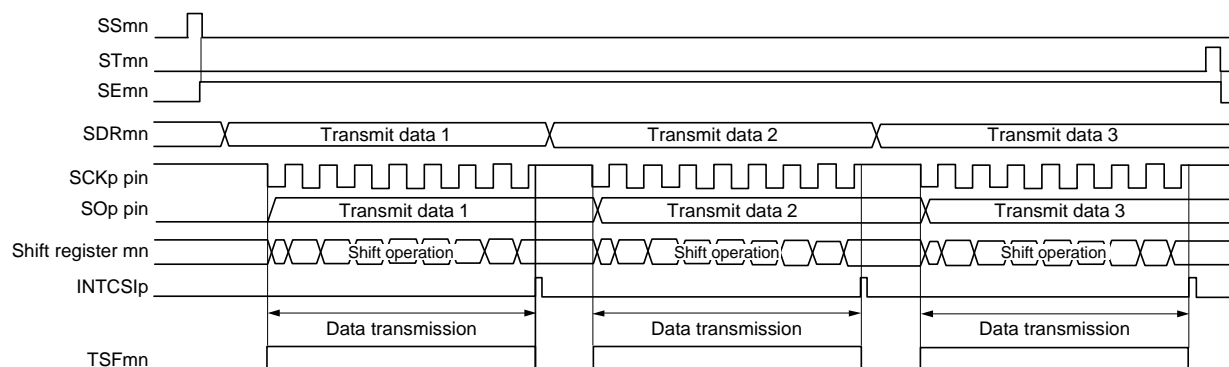 SSmn
STmn
SEmn
SDRmn Transmit data 1 Transmit data 2 Transmit data 3
SCKp pin
SOp pin Transmit data 1 Transmit data 2 Transmit data 3
Shift register mn Shift operation Shift operation Shift operation
INTCSIp
Data transmission Data transmission Data transmission
TSFmn